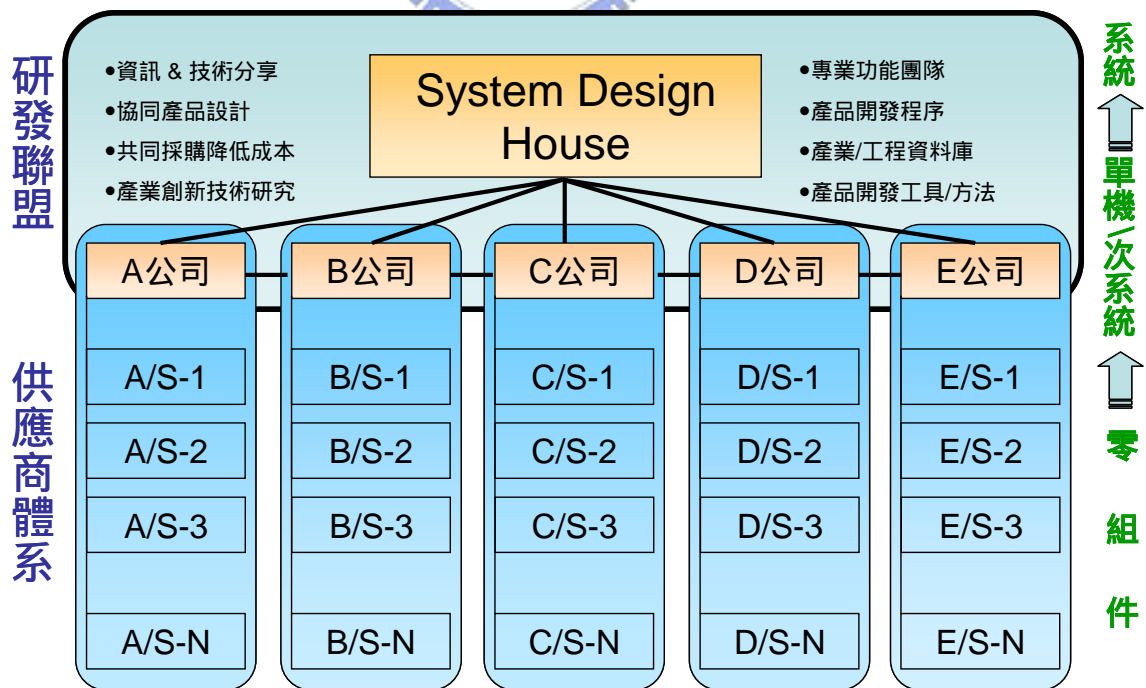 研發聯盟
•資訊 & 技術分享
•協同產品設計
•共同採購降低成本
•產業創新技術研究
System Design
House
•專業功能團隊
•產品開發程序
•產業/工程資料庫
•產品開發工具/方法
系統
單機/次系統
零組件
A公司
B公司
C公司
D公司
E公司
供應商體系
A/S-1
B/S-1
C/S-1
D/S-1
E/S-1
A/S-2
B/S-2
C/S-2
D/S-2
E/S-2
A/S-3
B/S-3
C/S-3
D/S-3
E/S-3
A/S-N
B/S-N
C/S-N
D/S-N
E/S-N